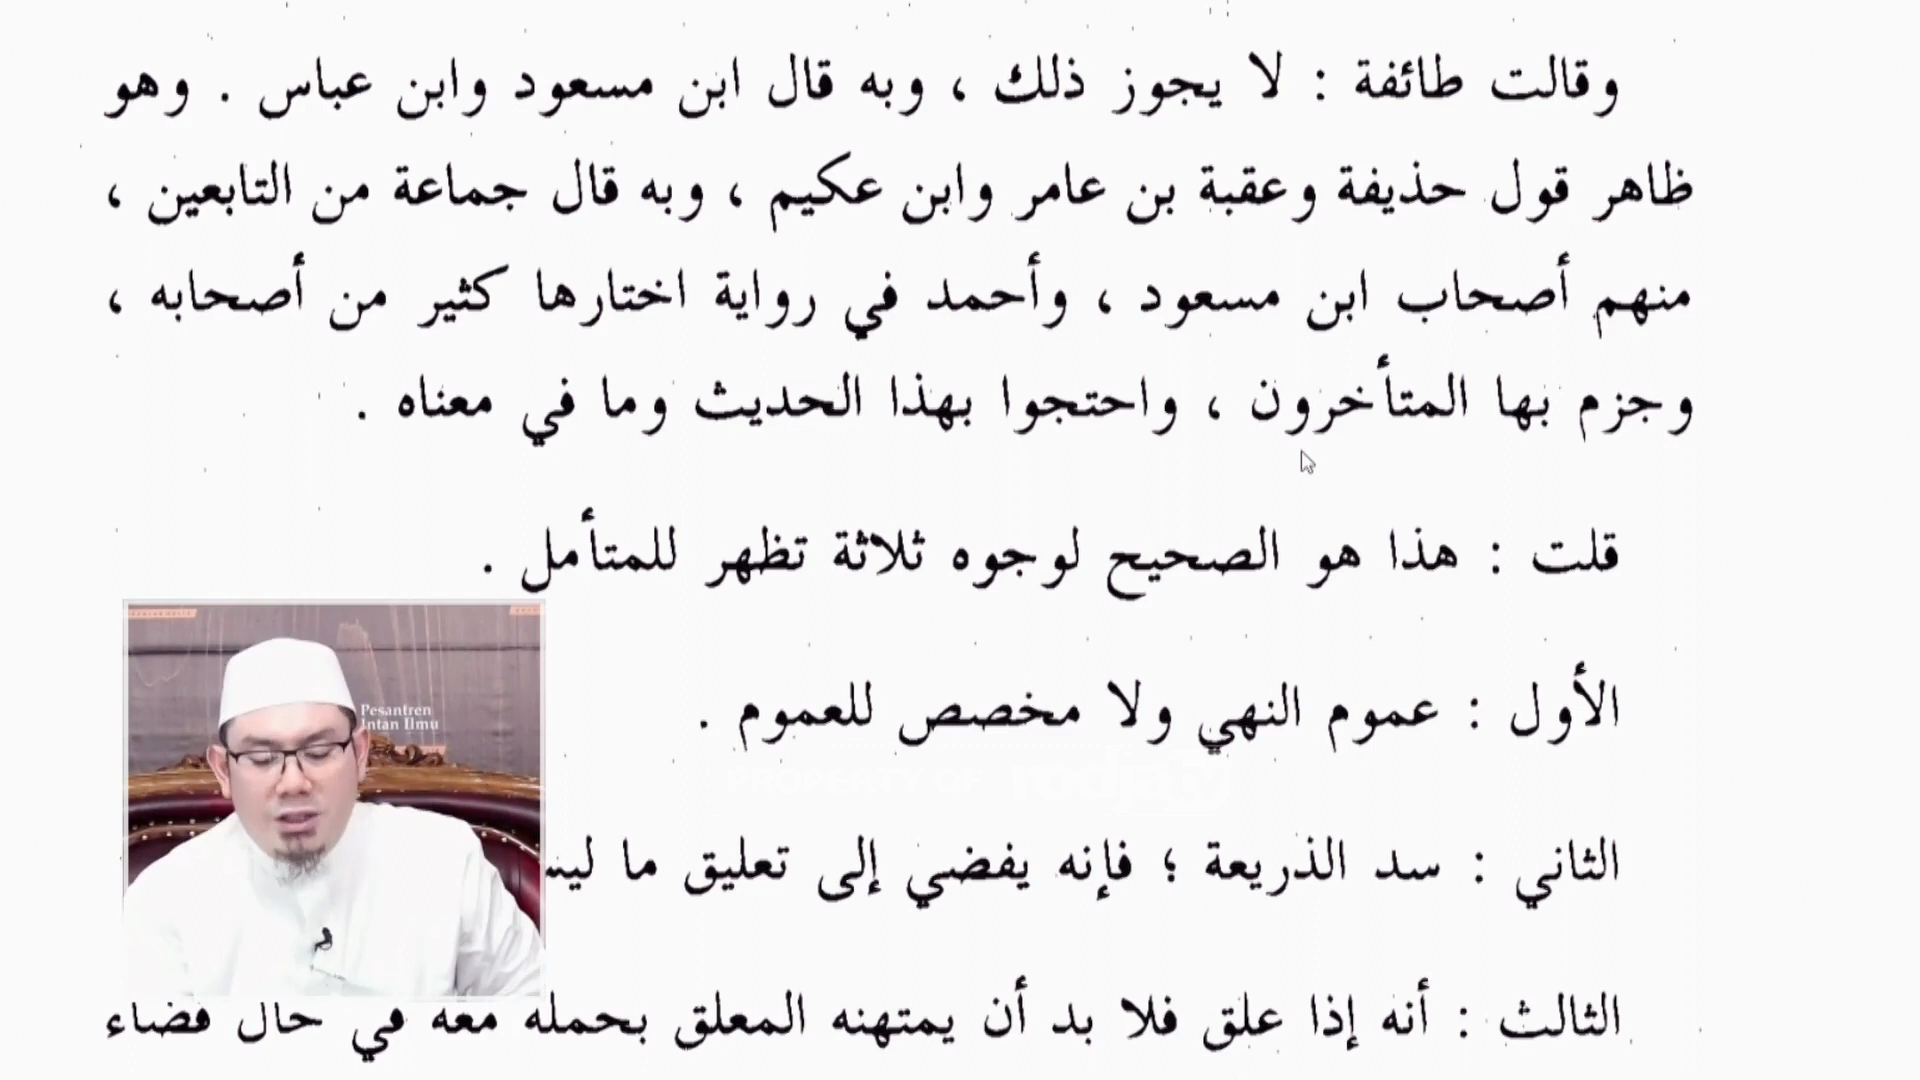 وقالت طائفة : لا يجوز ذلك ، وبه قال ابن مسعود وابن عباس . وهو
ظاهر قول حذيفة وعقبة بن عامر وابن عكيم ، وبه قال جماعة من التابعين ،
منهم أصحاب ابن مسعود ، وأحمد في رواية اختارها كثير من أصحابه ،
وجزم بها المتأخرون ، واحتجوا بهذا الحديث وما في معناه .
قلت : هذا هو الصحيح لوجوه ثلاثة تظهر للمتأمل .
الأول : عموم النهي ولا مخصص للعموم .
الثاني : سد الذريعة ؛ فإنه يفضي إلى تعليق ما
الثالث : أنه إذا علق فلا بد أن يمتهنه المعلق بحمله معه في حال قضاء
Pesantren
Intan Ilmu
PROPERTY OF rodja tv